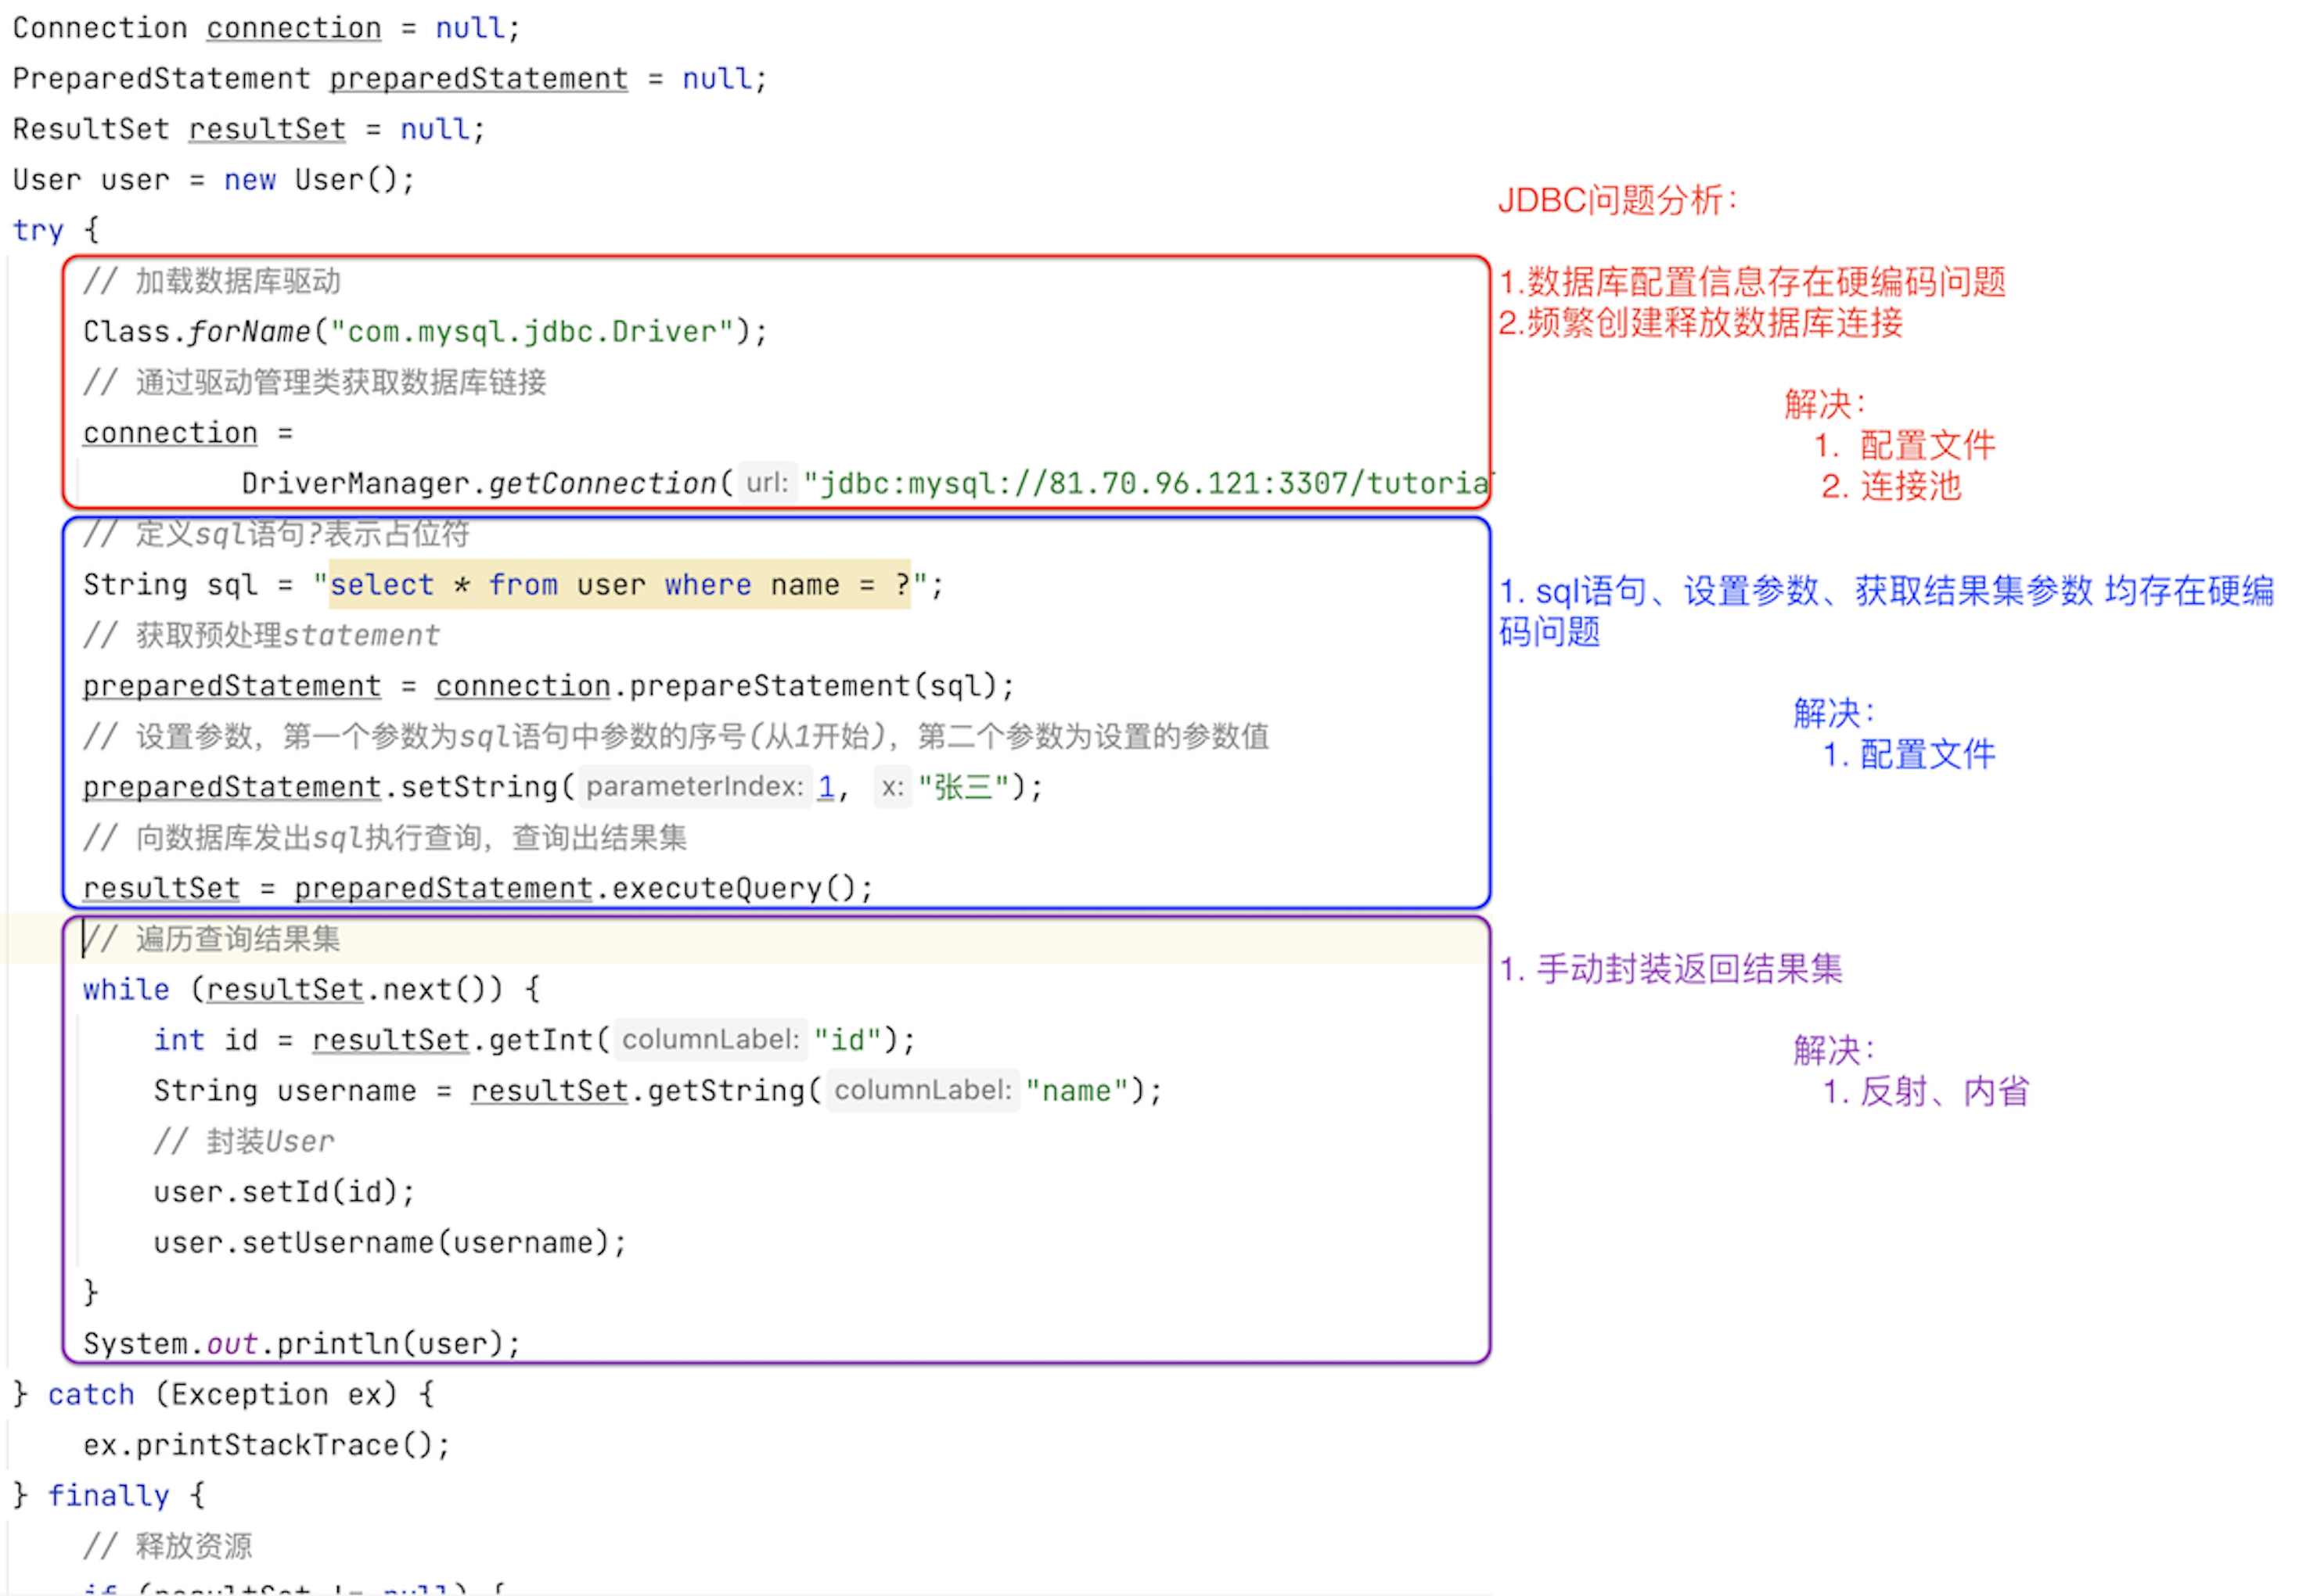 Connection connection = null;
PreparedStatement preparedStatement = null;
ResultSet resultSet = null;
User user = new User();
try {
// 加载数据库驱动
Class.forName("com.mysql.jdbc.Driver");
// 通过驱动管理类获取数据库链接
connection =
DriverManager.getConnection( url: "jdbc:mysql://81.70.96.121:3307/tutoria
// 定义sql语句?表示占位符
String sql = "select * from user where name = ?";
// 获取预处理statement
preparedStatement = connection.prepareStatement(sql);
// 设置参数，第一个参数为sql语句中参数的序号(从1开始)，第二个参数为设置的参数值
preparedStatement.setString( parameterIndex: 1, x: "张三");
// 向数据库发出sql执行查询，查询出结果集
resultSet = preparedStatement.executeQuery();
// 遍历查询结果集
while (resultSet.next()) {
int id = resultSet.getInt( columnLabel: "id");
String username = resultSet.getString( columnLabel: "name");
// 封装User
user.setId(id);
user.setUsername(username);
}
System.out.println(user);
} catch (Exception ex) {
ex.printStackTrace();
} finally {
// 释放资源
if (resultSet != null) {
JDBC问题分析：
1.数据库配置信息存在硬编码问题
2.频繁创建释放数据库连接
解决：
1. 配置文件
2. 连接池
1. sql语句、设置参数、获取结果集参数 均存在硬编
码问题
解决：
1. 配置文件
1. 手动封装返回结果集
解决：
1. 反射、内省